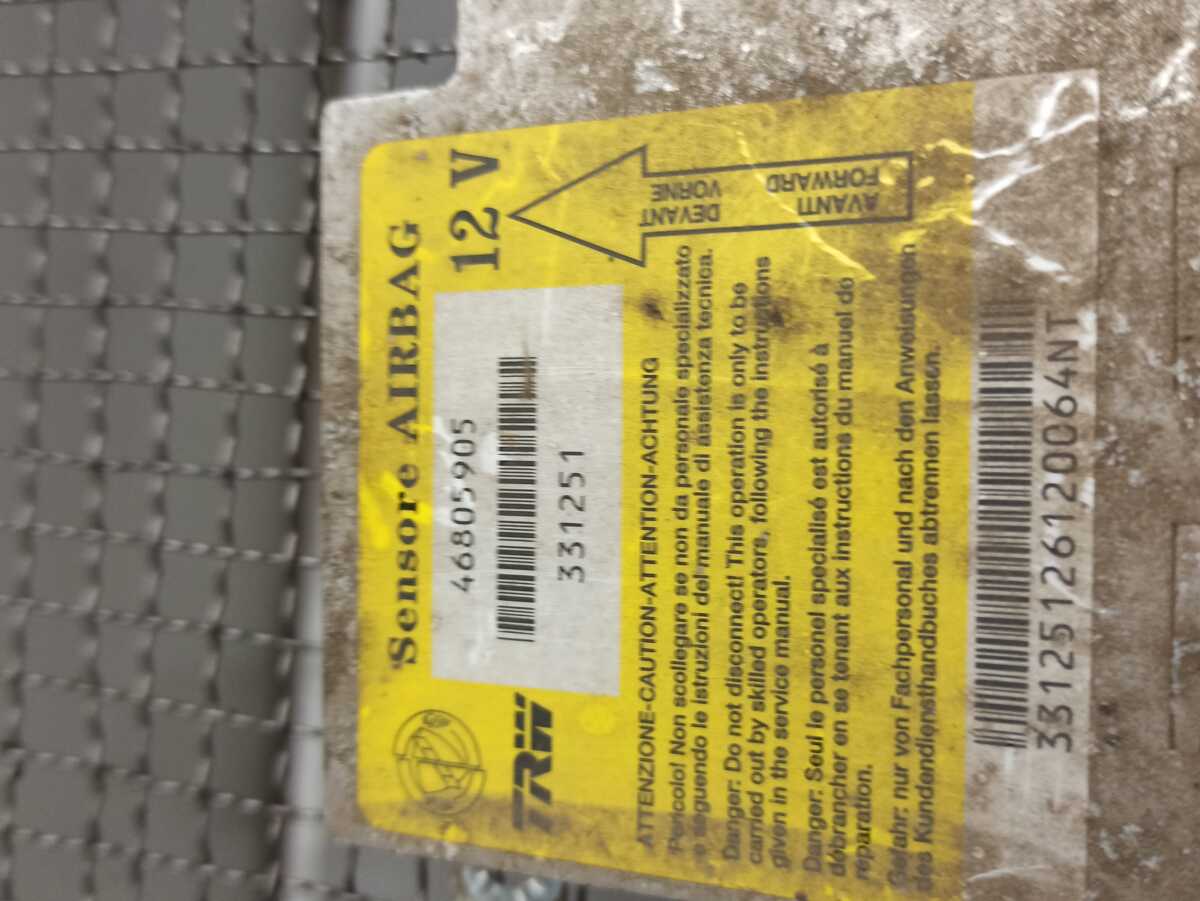 Sensore AIRBAG
12 V
TRW
46805905
331251
DEVANT
VORNE
AVANTI
FORWARD
ATTENZIONE-CAUTION-ATTENTION-ACHTUNG
Pericolo! Non scollegare se non da personale specializzato
e seguendo le istruzioni del manuale di assistenza tecnica.
Danger: Do not disconnect! This operation is only to be
carried out by skilled operators, following the instructions
given in the service manual.
Danger: Seul le personel specialisé est autorisé à
débrancher en se tenant aux instructions du manuel de
reparation.
Gefahr: nur von Fachpersonal und nach den Anweisungen
des Kundendiensthandbuches abtrennen lassen.
33125126120064NT